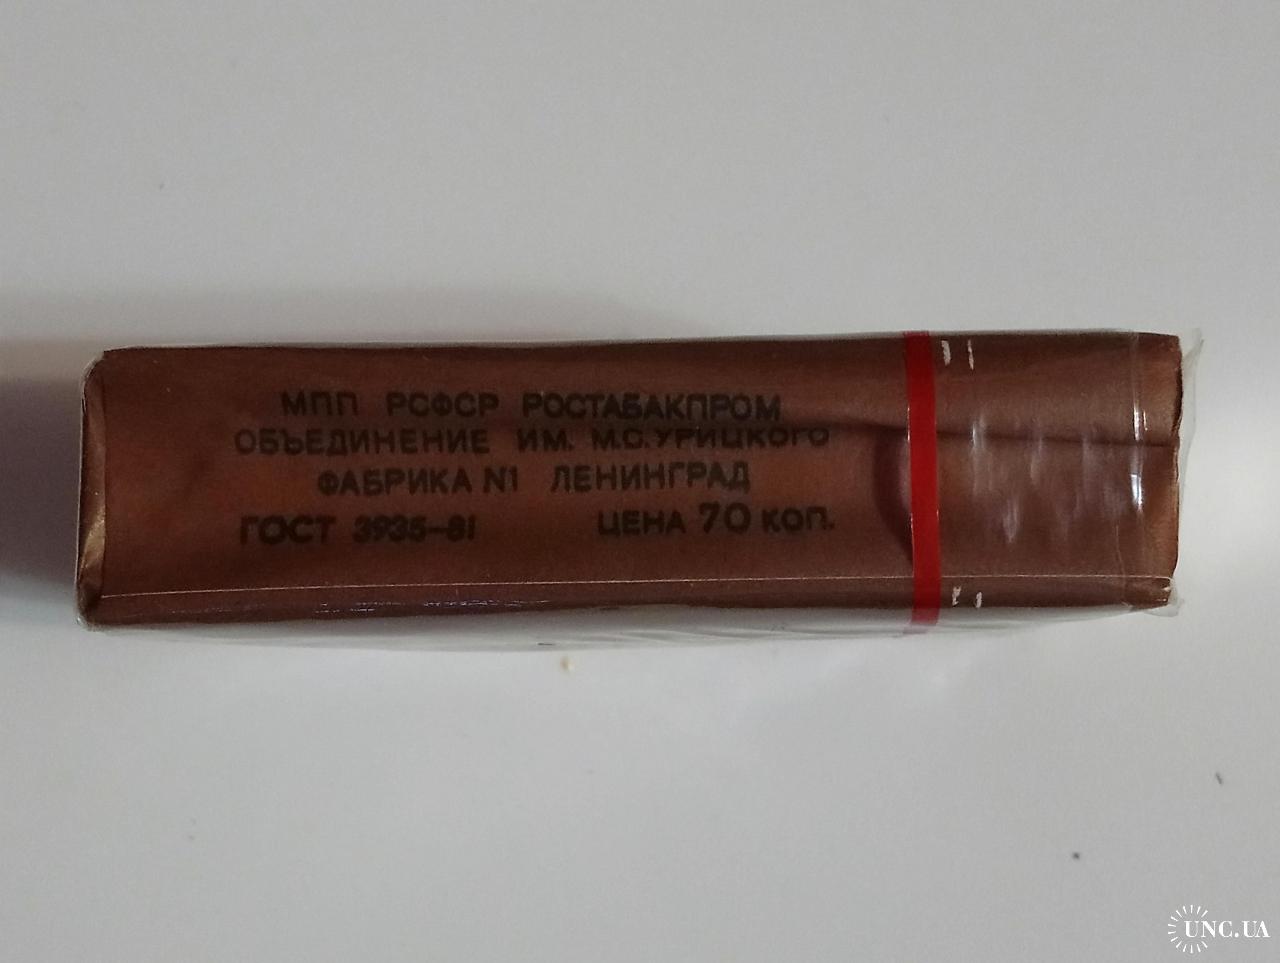 МПП РСФСР РОСТАБАКПРОМ
ОБЪЕДИНЕНИЕ ИМ. М.С.УРИЦКОГО
ФАБРИКА N1 ЛЕНИНГРАД
ГОСТ 3935–81 ЦЕНА 70 КОП.
UNC.UA